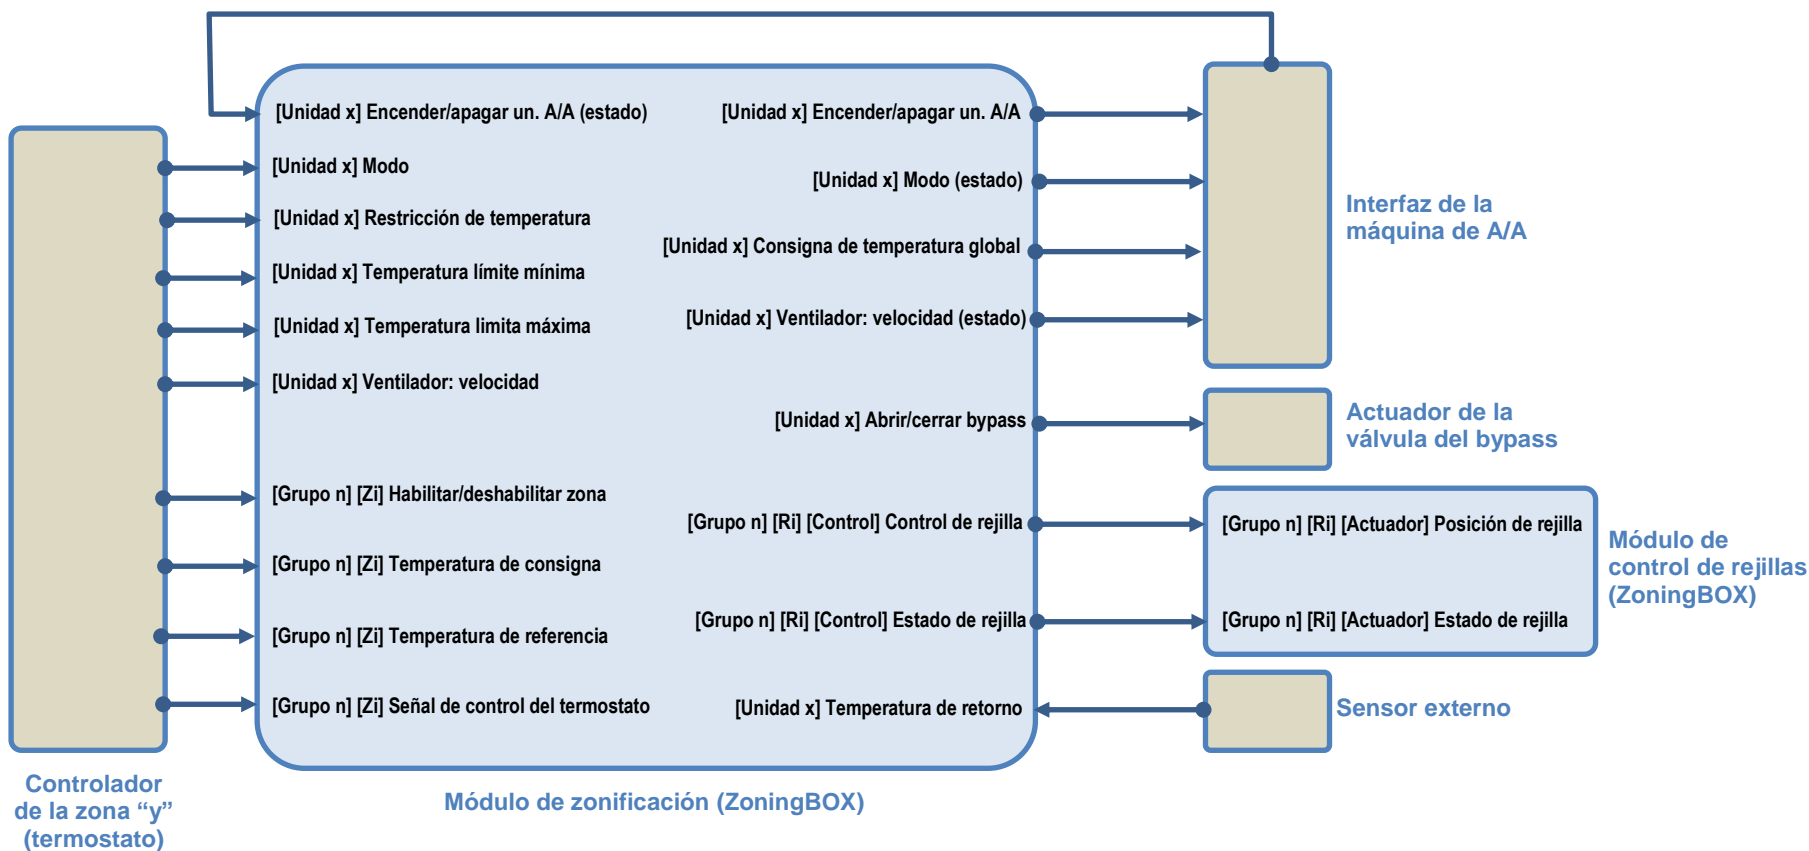 [Unidad x] Encender/apagar un. A/A (estado)
[Unidad x] Modo
[Unidad x] Restricción de temperatura
[Unidad x] Temperatura límite mínima
[Unidad x] Temperatura limita máxima
[Unidad x] Ventilador: velocidad
[Grupo n] [Zi] Habilitar/deshabilitar zona
[Grupo n] [Zi] Temperatura de consigna
[Grupo n] [Zi] Temperatura de referencia
[Grupo n] [Zi] Señal de control del termostato
[Unidad x] Encender/apagar un. A/A
[Unidad x] Modo (estado)
[Unidad x] Consigna de temperatura global
[Unidad x] Ventilador: velocidad (estado)
[Unidad x] Abrir/cerrar bypass
[Grupo n] [Ri] [Control] Control de rejilla
[Grupo n] [Ri] [Control] Estado de rejilla
[Unidad x] Temperatura de retorno
Interfaz de la
máquina de A/A
Actuador de la
válvula del bypass
[Grupo n] [Ri] [Actuador] Posición de rejilla
[Grupo n] [Ri] [Actuador] Estado de rejilla
Módulo de
control de rejillas
(ZoningBOX)
Sensor externo
Controlador
de la zona “y”
(termostato)
Módulo de zonificación (ZoningBOX)